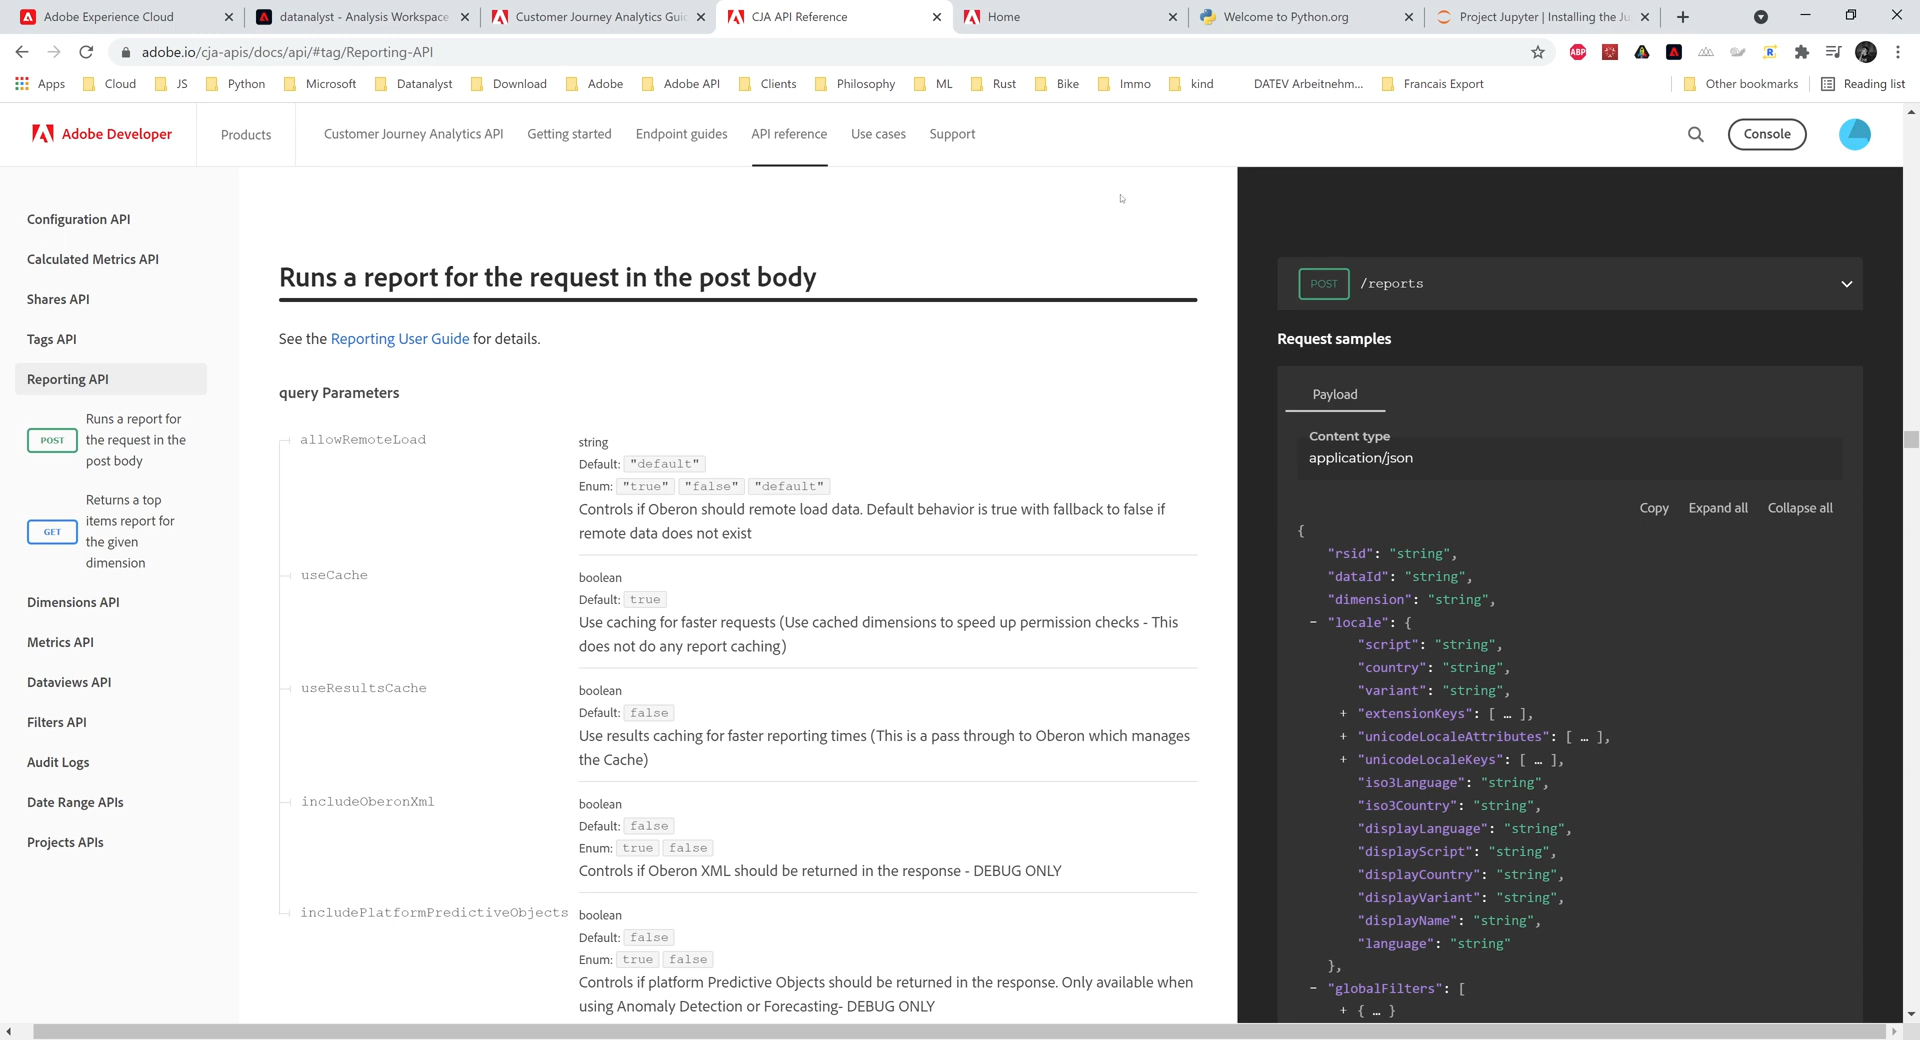 Adobe Experience Cloud
datanalyst - Analysis Workspace
Customer Journey Analytics Gui
CJA API Reference
Home
Welcome to Python.org
Project Jupyter | Installing the Ju
adobe.io/cja-apis/docs/api/#tag/Reporting-API
ABP
Apps
Cloud
JS
Python
Microsoft
Datanalyst
Download
Adobe
Adobe API
Clients
Philosophy
ML
Rust
Bike
Immo
kind
DATEV Arbeitnehm...
Francais Export
Other bookmarks
Reading list
Adobe Developer
Products
Customer Journey Analytics API
Getting started
Endpoint guides
API reference
Use cases
Support
Console
Configuration API
Calculated Metrics API
Shares API
Tags API
Reporting API
POST
Runs a report for
the request in the
post body
GET
Returns a top
items report for
the given
dimension
Dimensions API
Metrics API
Dataviews API
Filters API
Audit Logs
Date Range APIs
Projects APIs
Runs a report for the request in the post body
See the Reporting User Guide for details.
query Parameters
allowRemoteLoad
string
Default: "default"
Enum: "true" "false" "default"
Controls if Oberon should remote load data. Default behavior is true with fallback to false if
remote data does not exist
useCache
boolean
Default: true
Use caching for faster requests (Use cached dimensions to speed up permission checks - This
does not do any report caching)
useResultsCache
boolean
Default: false
Use results caching for faster reporting times (This is a pass through to Oberon which manages
the Cache)
includeOberonXml
boolean
Default: false
Enum: true false
Controls if Oberon XML should be returned in the response - DEBUG ONLY
includePlatformPredictiveObjects
boolean
Default: false
Enum: true false
Controls if platform Predictive Objects should be returned in the response. Only available when
using Anomaly Detection or Forecasting- DEBUG ONLY
POST /reports
Request samples
Payload
Content type
application/json
Copy Expand all Collapse all
{
"rsid": "string",
"dataId": "string",
"dimension": "string",
- "locale": {
"script": "string",
"country": "string",
"variant": "string",
+ "extensionKeys": [ … ],
+ "unicodeLocaleAttributes": [ … ],
+ "unicodeLocaleKeys": [ … ],
"iso3Language": "string",
"iso3Country": "string",
"displayLanguage": "string",
"displayScript": "string",
"displayCountry": "string",
"displayVariant": "string",
"displayName": "string",
"language": "string"
},
- "globalFilters": [
+ { … }